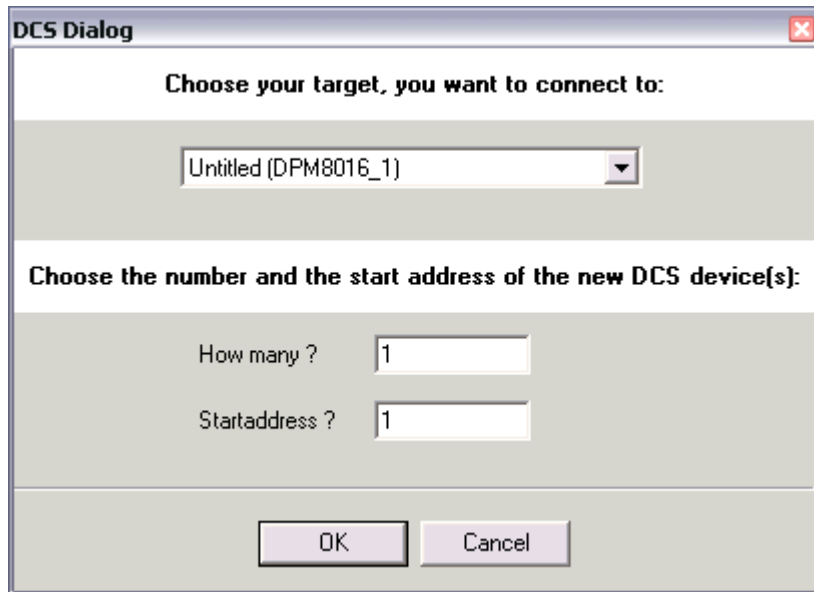 DCS Dialog
Choose your target, you want to connect to:
Untitled (DPM8016_1)
Choose the number and the start address of the new DCS device(s):
How many ? 1
Startaddress ? 1
OK Cancel